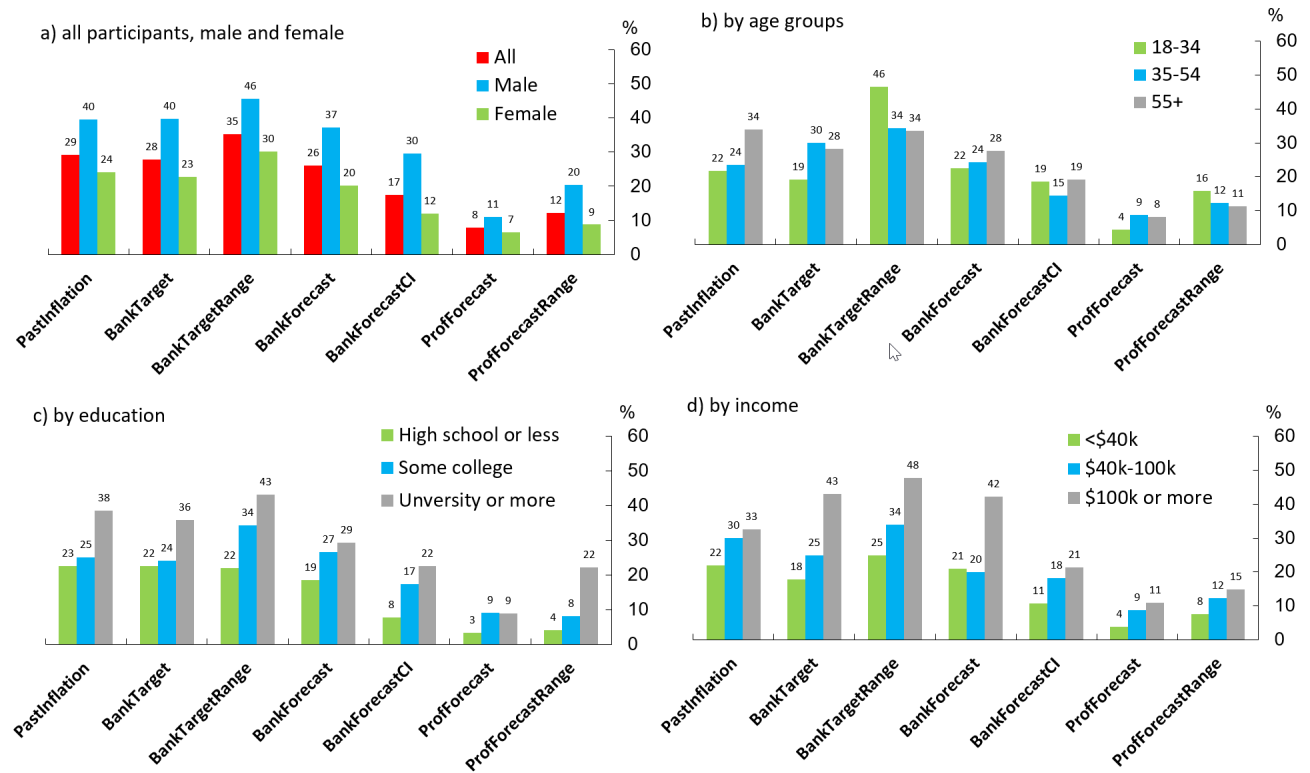 a) all participants, male and female
%
60
50
40
30
20
10
0
All
Male
Female
29 40 24
28 40 23
35 46 30
26 37 20
17 30 12
8 11 7
12 20 9
PastInflation
BankTarget
BankTargetRange
BankForecast
BankForecastCI
ProfForecast
ProfForecastRange
b) by age groups
%
60
50
40
30
20
10
0
18-34
35-54
55+
22 24 34
19 30 28
46 34 34
22 24 28
19 15 19
4 9 8
16 12 11
PastInflation
BankTarget
BankTargetRange
BankForecast
BankForecastCI
ProfForecast
ProfForecastRange
c) by education
%
60
50
40
30
20
10
0
High school or less
Some college
Unversity or more
23 25 38
22 24 36
22 34 43
19 27 29
8 17 22
3 9 9
4 8 22
PastInflation
BankTarget
BankTargetRange
BankForecast
BankForecastCI
ProfForecast
ProfForecastRange
d) by income
%
60
50
40
30
20
10
0
<$40k
$40k-100k
$100k or more
22 30 33
18 25 43
25 34 48
21 20 42
11 18 21
4 9 11
8 12 15
PastInflation
BankTarget
BankTargetRange
BankForecast
BankForecastCI
ProfForecast
ProfForecastRange